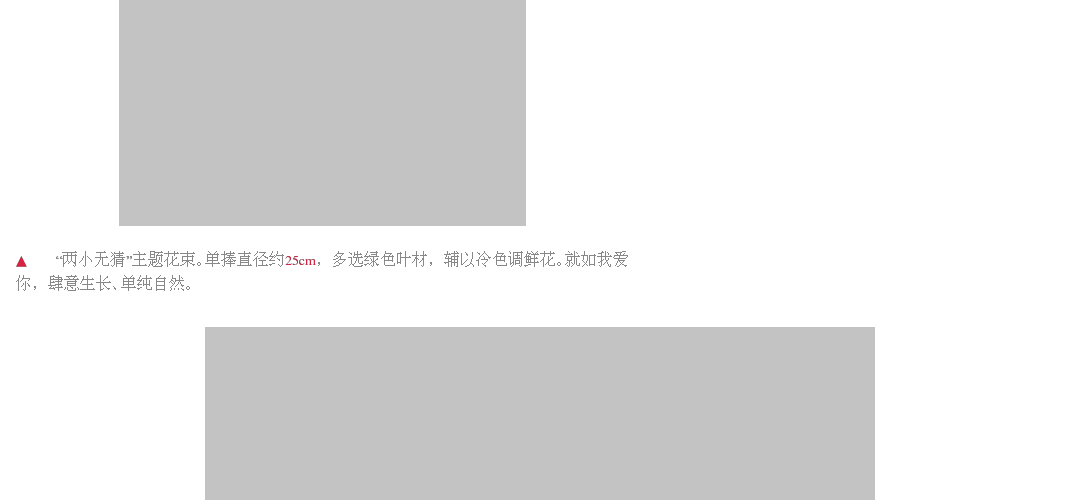 ▲ “两小无猜”主题花束。单捧直径约25cm，多选绿色叶材，辅以冷色调鲜花。就如我爱
你，肆意生长、单纯自然。